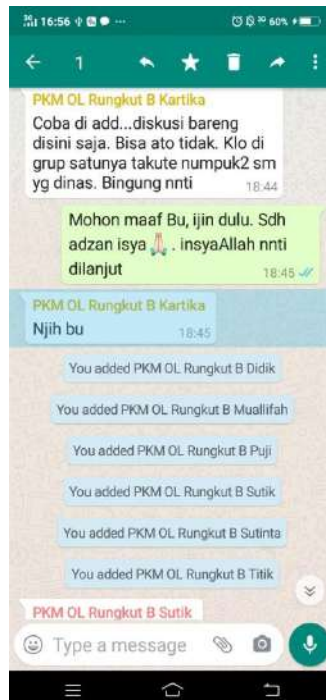 16:56 60%
1
PKM OL Rungkut B Kartika
Coba di add...diskusi bareng
disini saja. Bisa ato tidak. Klo di
grup satunya takute numpuk2 sm
yg dinas. Bingung nnti
18:44
Mohon maaf Bu, ijin dulu. Sdh
adzan isya 🙏🏻 . insyaAllah nnti
dilanjut
18:45
PKM OL Rungkut B Kartika
Njih bu
18:45
You added PKM OL Rungkut B Didik
You added PKM OL Rungkut B Muallifah
You added PKM OL Rungkut B Puji
You added PKM OL Rungkut B Sutik
You added PKM OL Rungkut B Sutinta
You added PKM OL Rungkut B Titik
PKM OL Rungkut B Sutik
Type a message